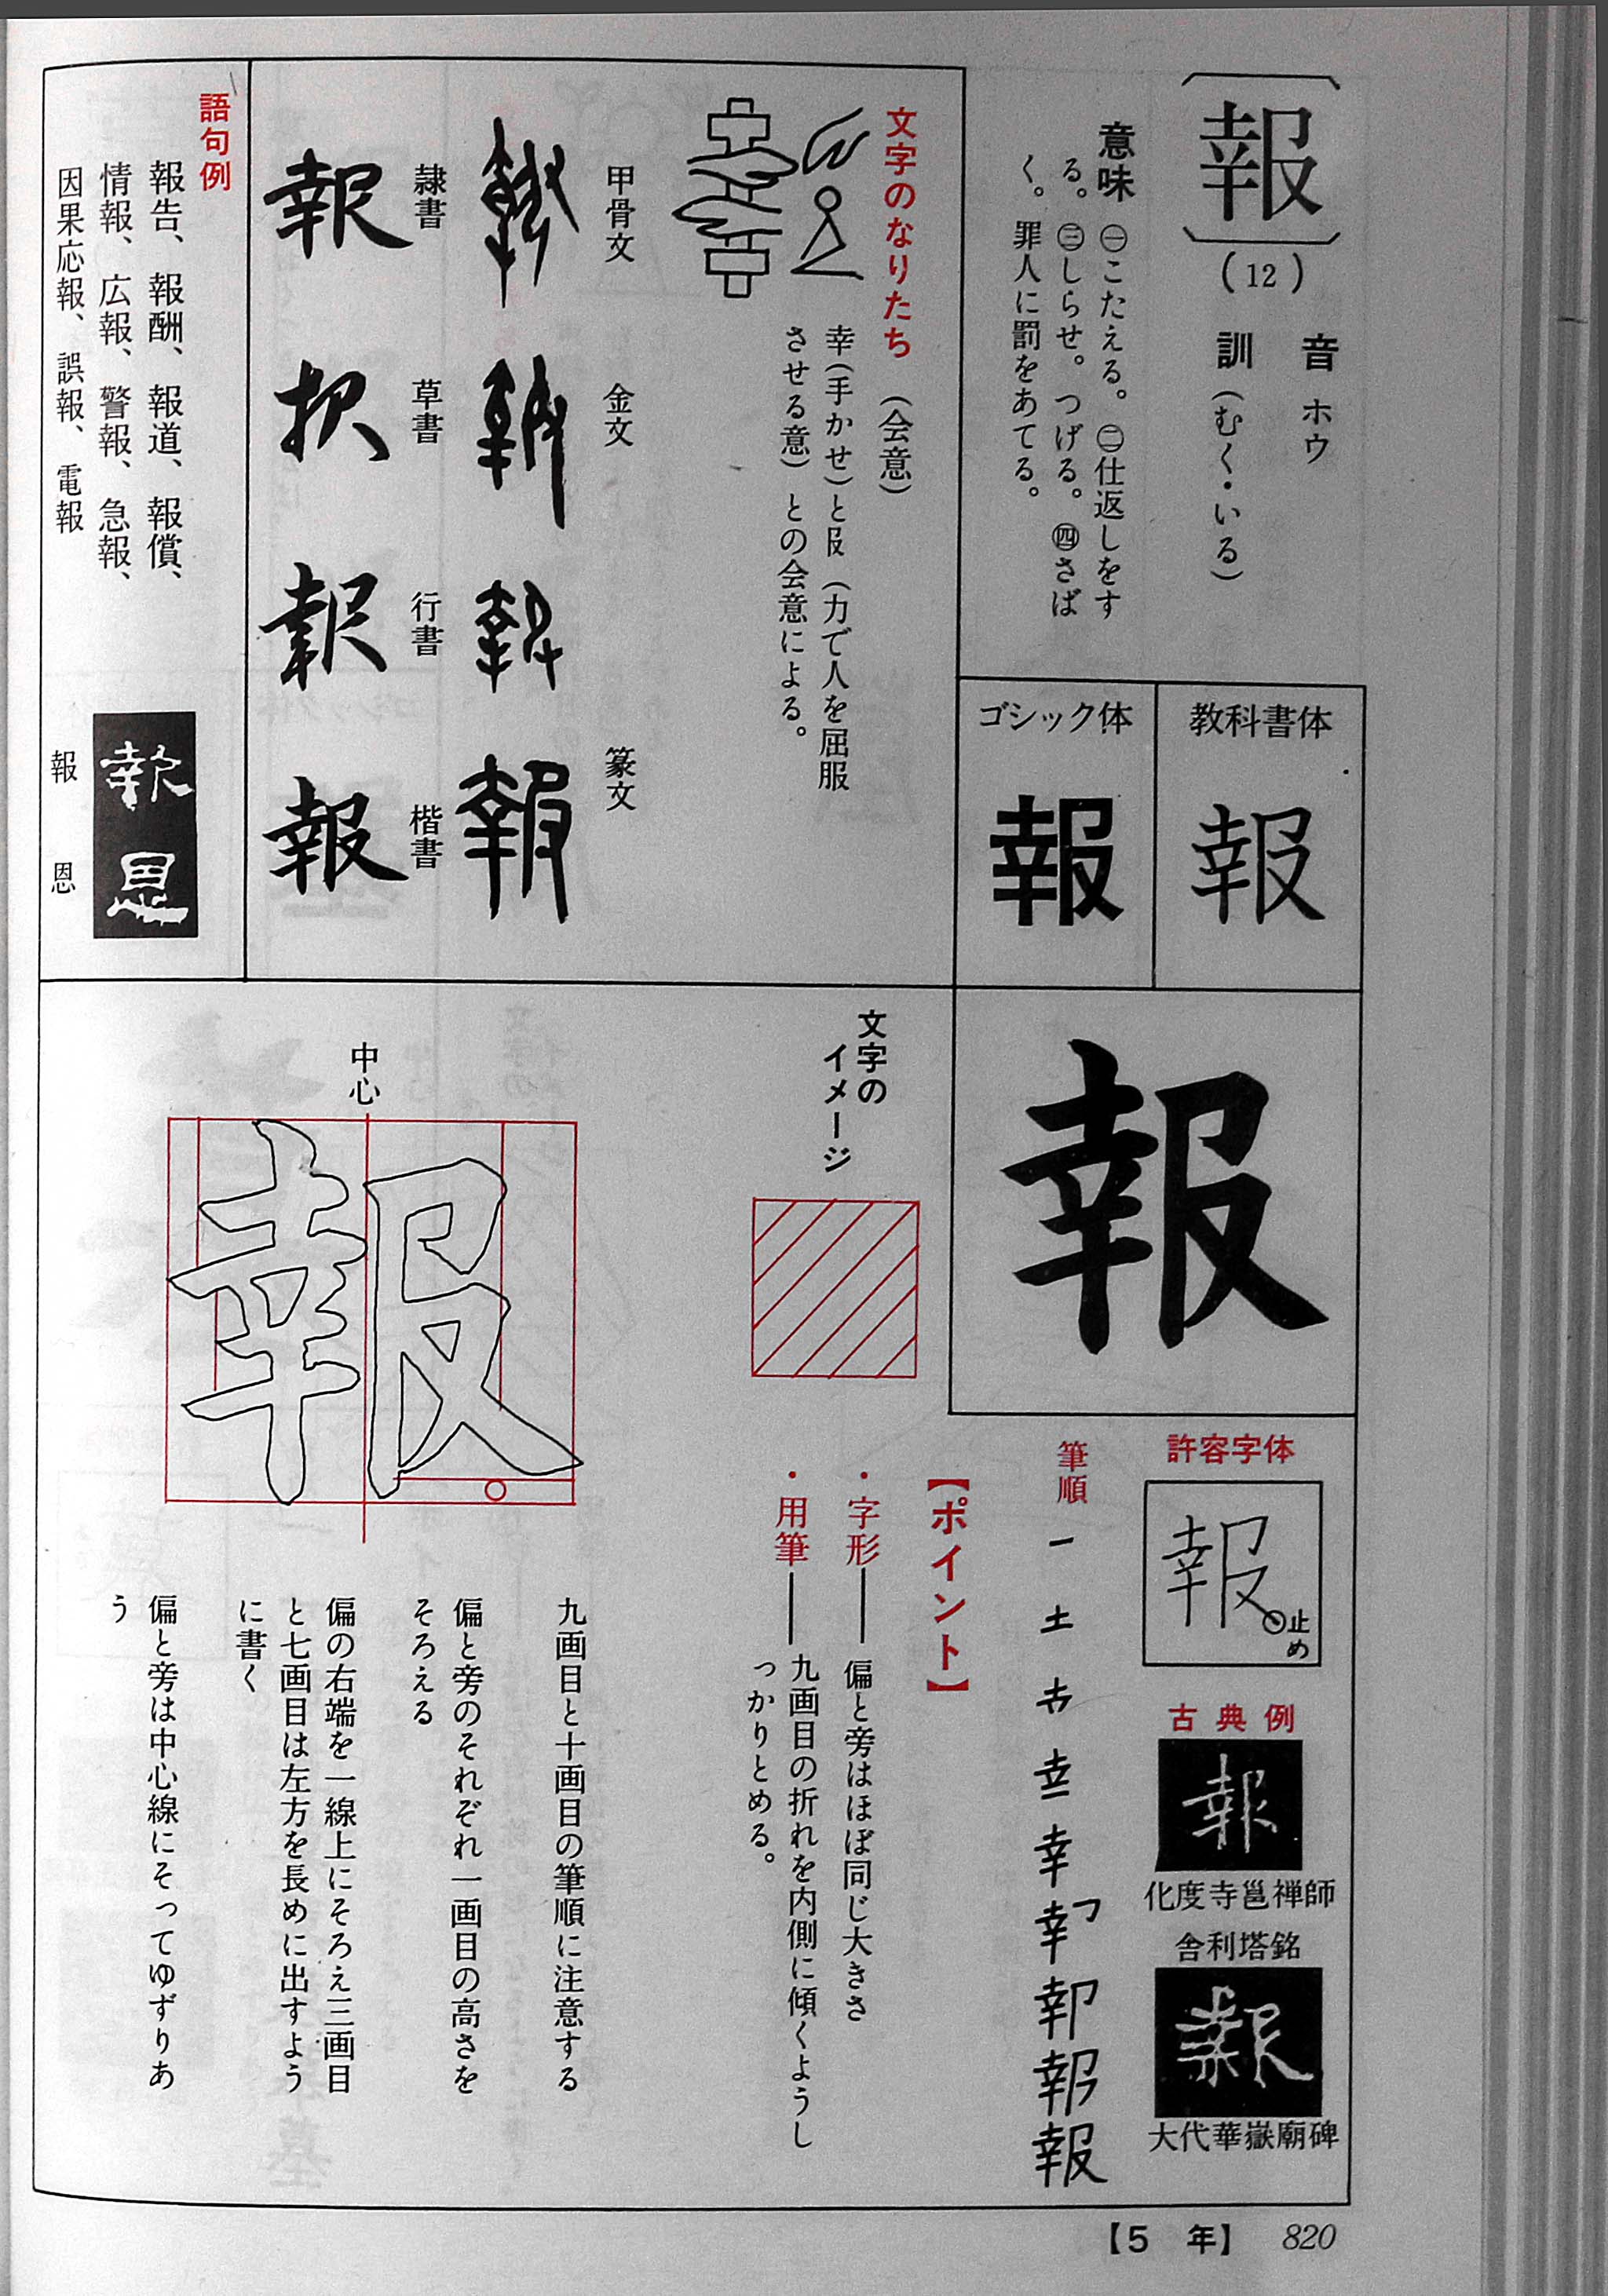 報
(12)
音 ホウ
訓 (むく・いる)
意味 ㊀こたえる。㊁仕返しをす
る。㊂しらせ。つげる。㊃さば
く。罪人に罰をあてる。
教科書体
報
ゴシック体
報
報
文字のなりたち (会意)
幸(手かせ)と𠬝(力で人を屈服
させる意)との会意による。
甲骨文 金文 篆文
報 報 報 報
隷書 草書 行書 楷書
報 報 報 報
語句例
報告、報酬、報道、報償、
情報、広報、警報、急報、
因果応報、誤報、電報
報恩
報恩
許容字体
報
止め
古典例
報
化度寺邕禅師
舎利塔銘
報
大代華嶽廟碑
筆順
【ポイント】
・字形――偏と旁はほぼ同じ大きさ
・用筆――九画目の折れを内側に傾くようし
っかりとめる。
文字の
イメージ
中心
報
九画目と十画目の筆順に注意する
偏と旁のそれぞれ一画目の高さを
そろえる
偏の右端を一線上にそろえ三画目
と七画目は左方を長めに出すよう
に書く
偏と旁は中心線にそってゆずりあ
う
【5 年】 820